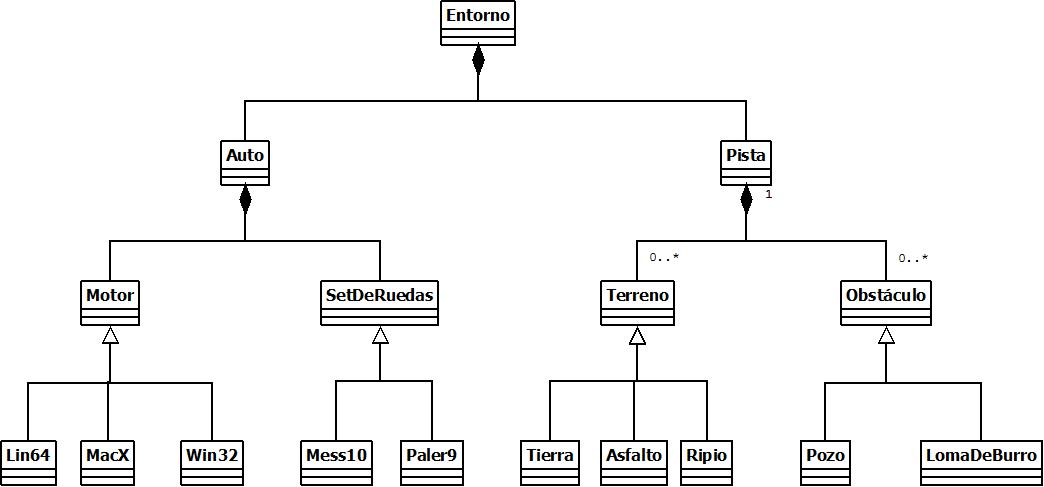 Entorno
Auto
Pista
1
0..*
0..*
Motor
SetDeRuedas
Terreno
Obstáculo
Lin64
MacX
Win32
Mess10
Paler9
Tierra
Asfalto
Ripio
Pozo
LomaDeBurro